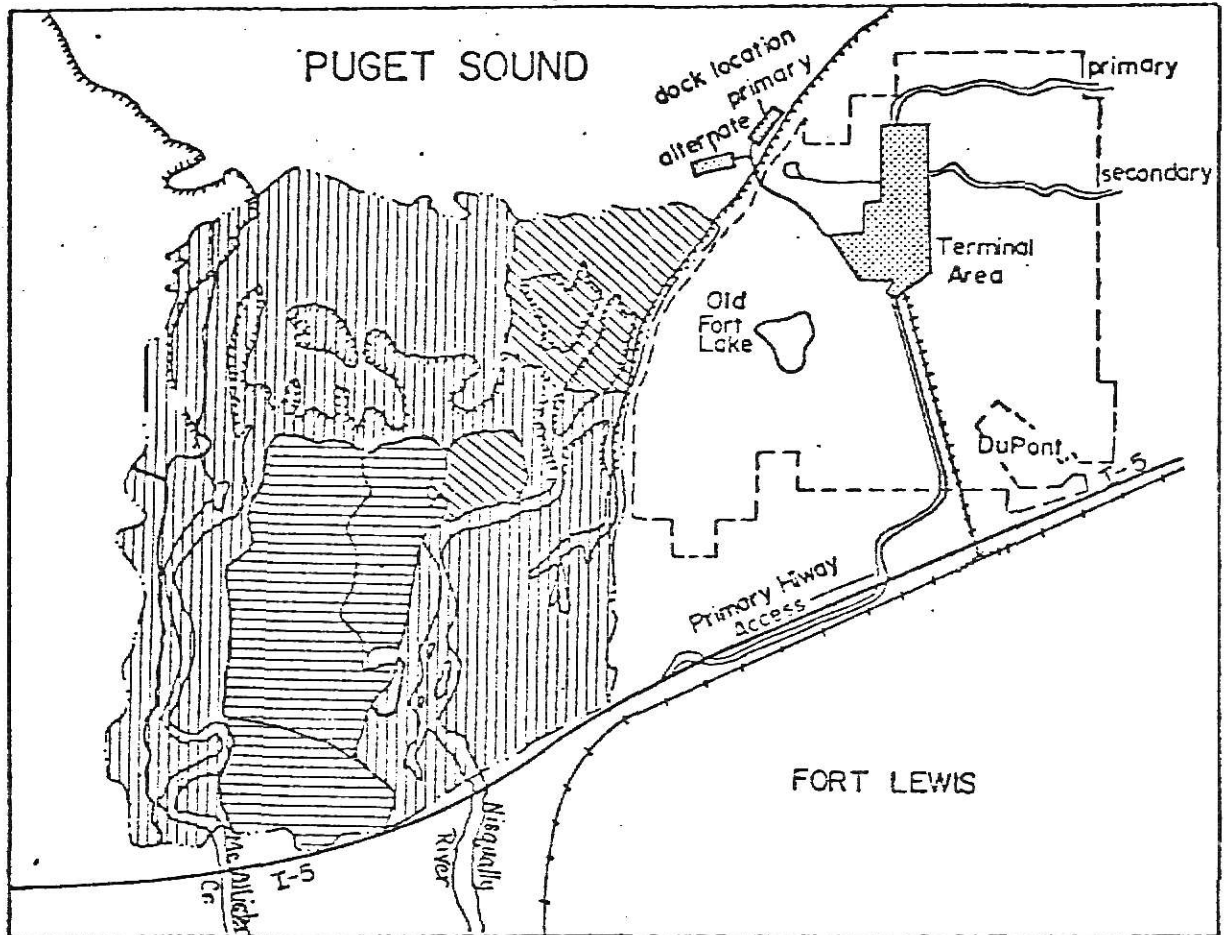 PUGET SOUND
dock location
primary
alternate
primary
secondary
Terminal
Area
Old
Fort
Lake
DuPont
I-5
Primary Hiway
Access
FORT LEWIS
Nisqually
River
I-5
McAllister
Cr.